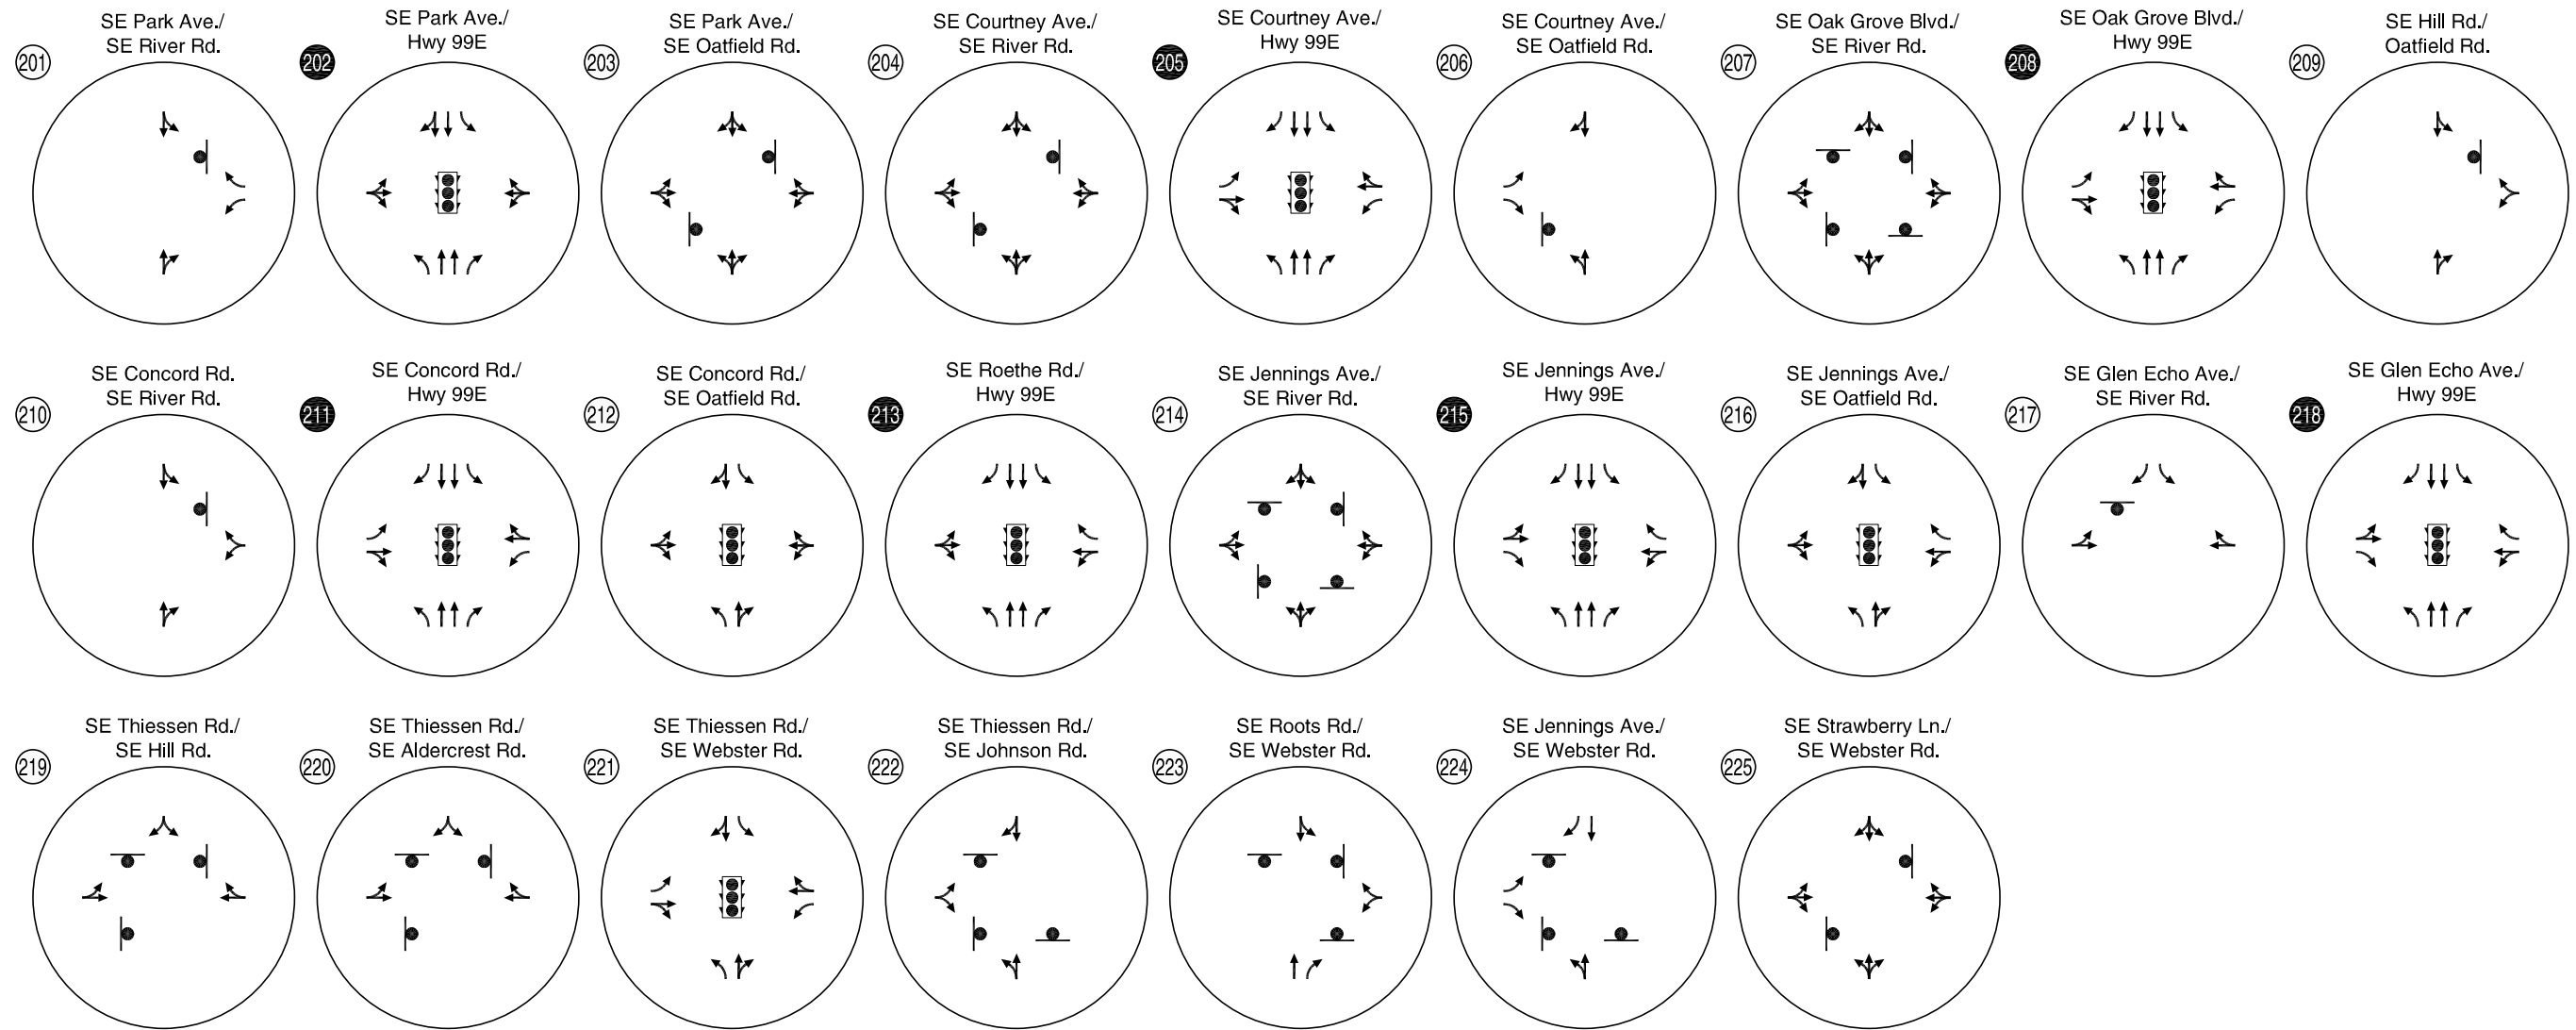 201
SE Park Ave./
SE River Rd.
202
SE Park Ave./
Hwy 99E
203
SE Park Ave./
SE Oatfield Rd.
204
SE Courtney Ave./
SE River Rd.
205
SE Courtney Ave./
Hwy 99E
206
SE Courtney Ave./
SE Oatfield Rd.
207
SE Oak Grove Blvd./
SE River Rd.
208
SE Oak Grove Blvd./
Hwy 99E
209
SE Hill Rd./
Oatfield Rd.
210
SE Concord Rd.
SE River Rd.
211
SE Concord Rd./
Hwy 99E
212
SE Concord Rd./
SE Oatfield Rd.
213
SE Roethe Rd./
Hwy 99E
214
SE Jennings Ave./
SE River Rd.
215
SE Jennings Ave./
Hwy 99E
216
SE Jennings Ave./
SE Oatfield Rd.
217
SE Glen Echo Ave./
SE River Rd.
218
SE Glen Echo Ave./
Hwy 99E
219
SE Thiessen Rd./
SE Hill Rd.
220
SE Thiessen Rd./
SE Aldercrest Rd.
221
SE Thiessen Rd./
SE Webster Rd.
222
SE Thiessen Rd./
SE Johnson Rd.
223
SE Roots Rd./
SE Webster Rd.
224
SE Jennings Ave./
SE Webster Rd.
225
SE Strawberry Ln./
SE Webster Rd.